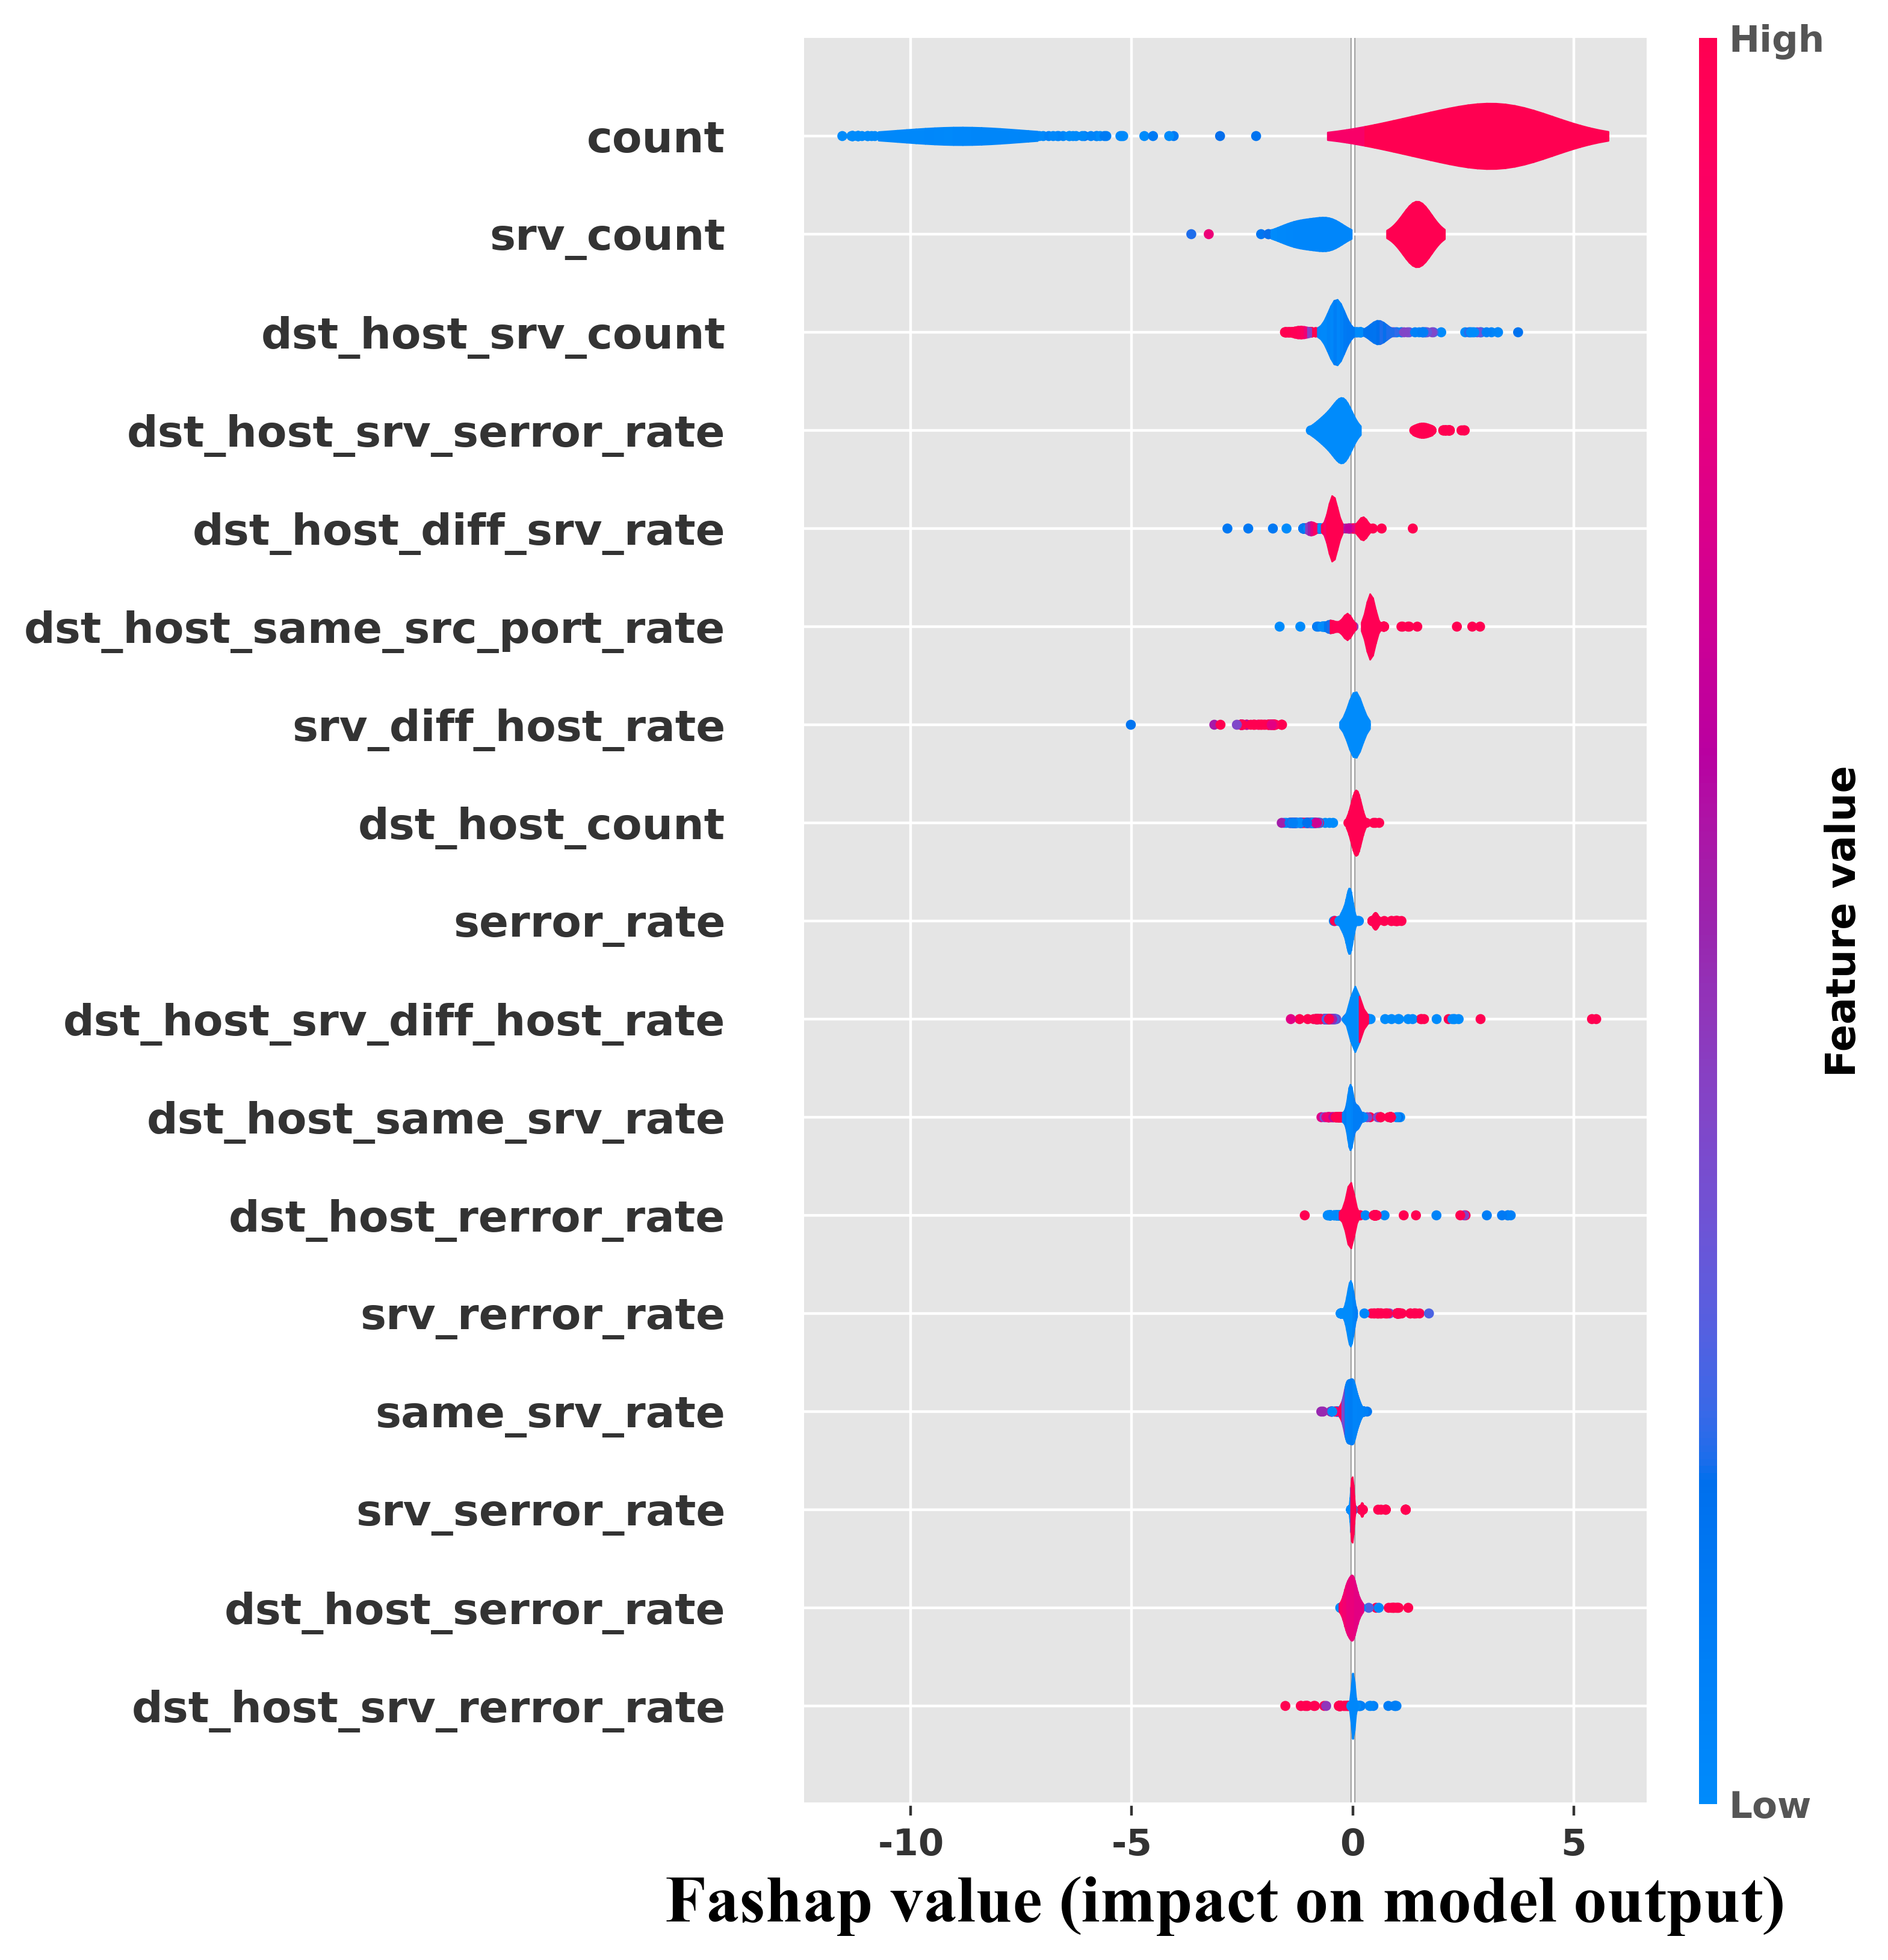 High
count
srv_count
dst_host_srv_count
dst_host_srv_serror_rate
dst_host_diff_srv_rate
dst_host_same_src_port_rate
srv_diff_host_rate
dst_host_count
serror_rate
dst_host_srv_diff_host_rate
dst_host_same_srv_rate
dst_host_rerror_rate
srv_rerror_rate
same_srv_rate
srv_serror_rate
dst_host_serror_rate
dst_host_srv_rerror_rate
Feature value
Low
-10 -5 0 5
Fashap value (impact on model output)